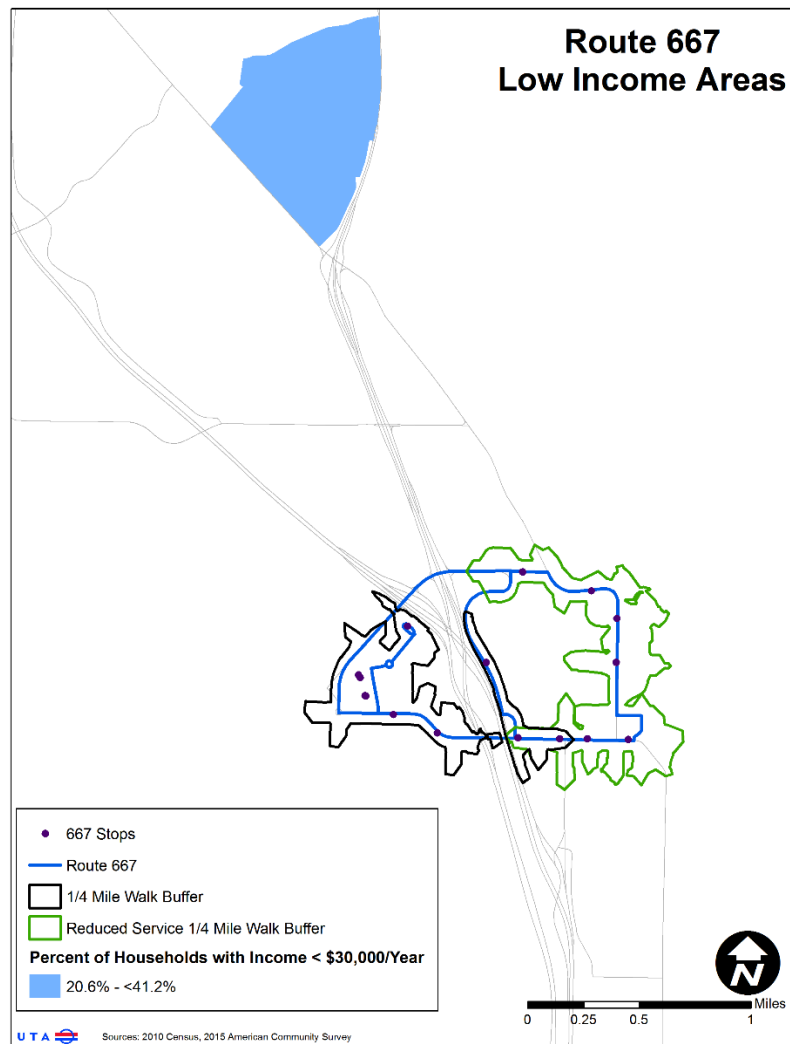 Route 667
Low Income Areas
667 Stops
Route 667
1/4 Mile Walk Buffer
Reduced Service 1/4 Mile Walk Buffer
Percent of Households with Income < $30,000/Year
20.6% - <41.2%
N
Miles
0 0.25 0.5 1
U T A Sources: 2010 Census, 2015 American Community Survey